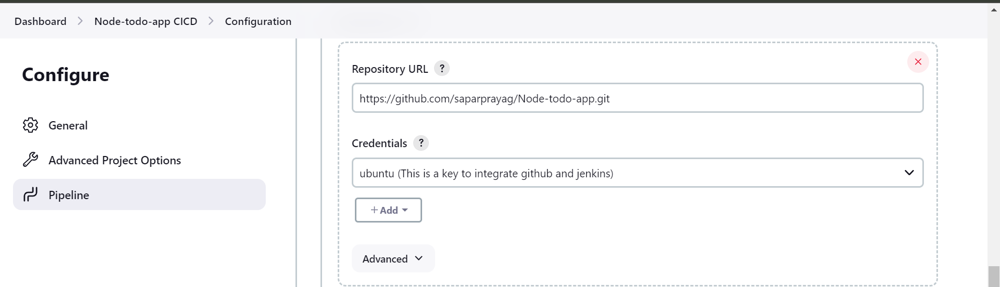 Dashboard > Node-todo-app CICD > Configuration
Configure
General
Advanced Project Options
Pipeline
Repository URL ?
https://github.com/saparprayag/Node-todo-app.git
Credentials ?
ubuntu (This is a key to integrate github and jenkins)
+ Add
Advanced